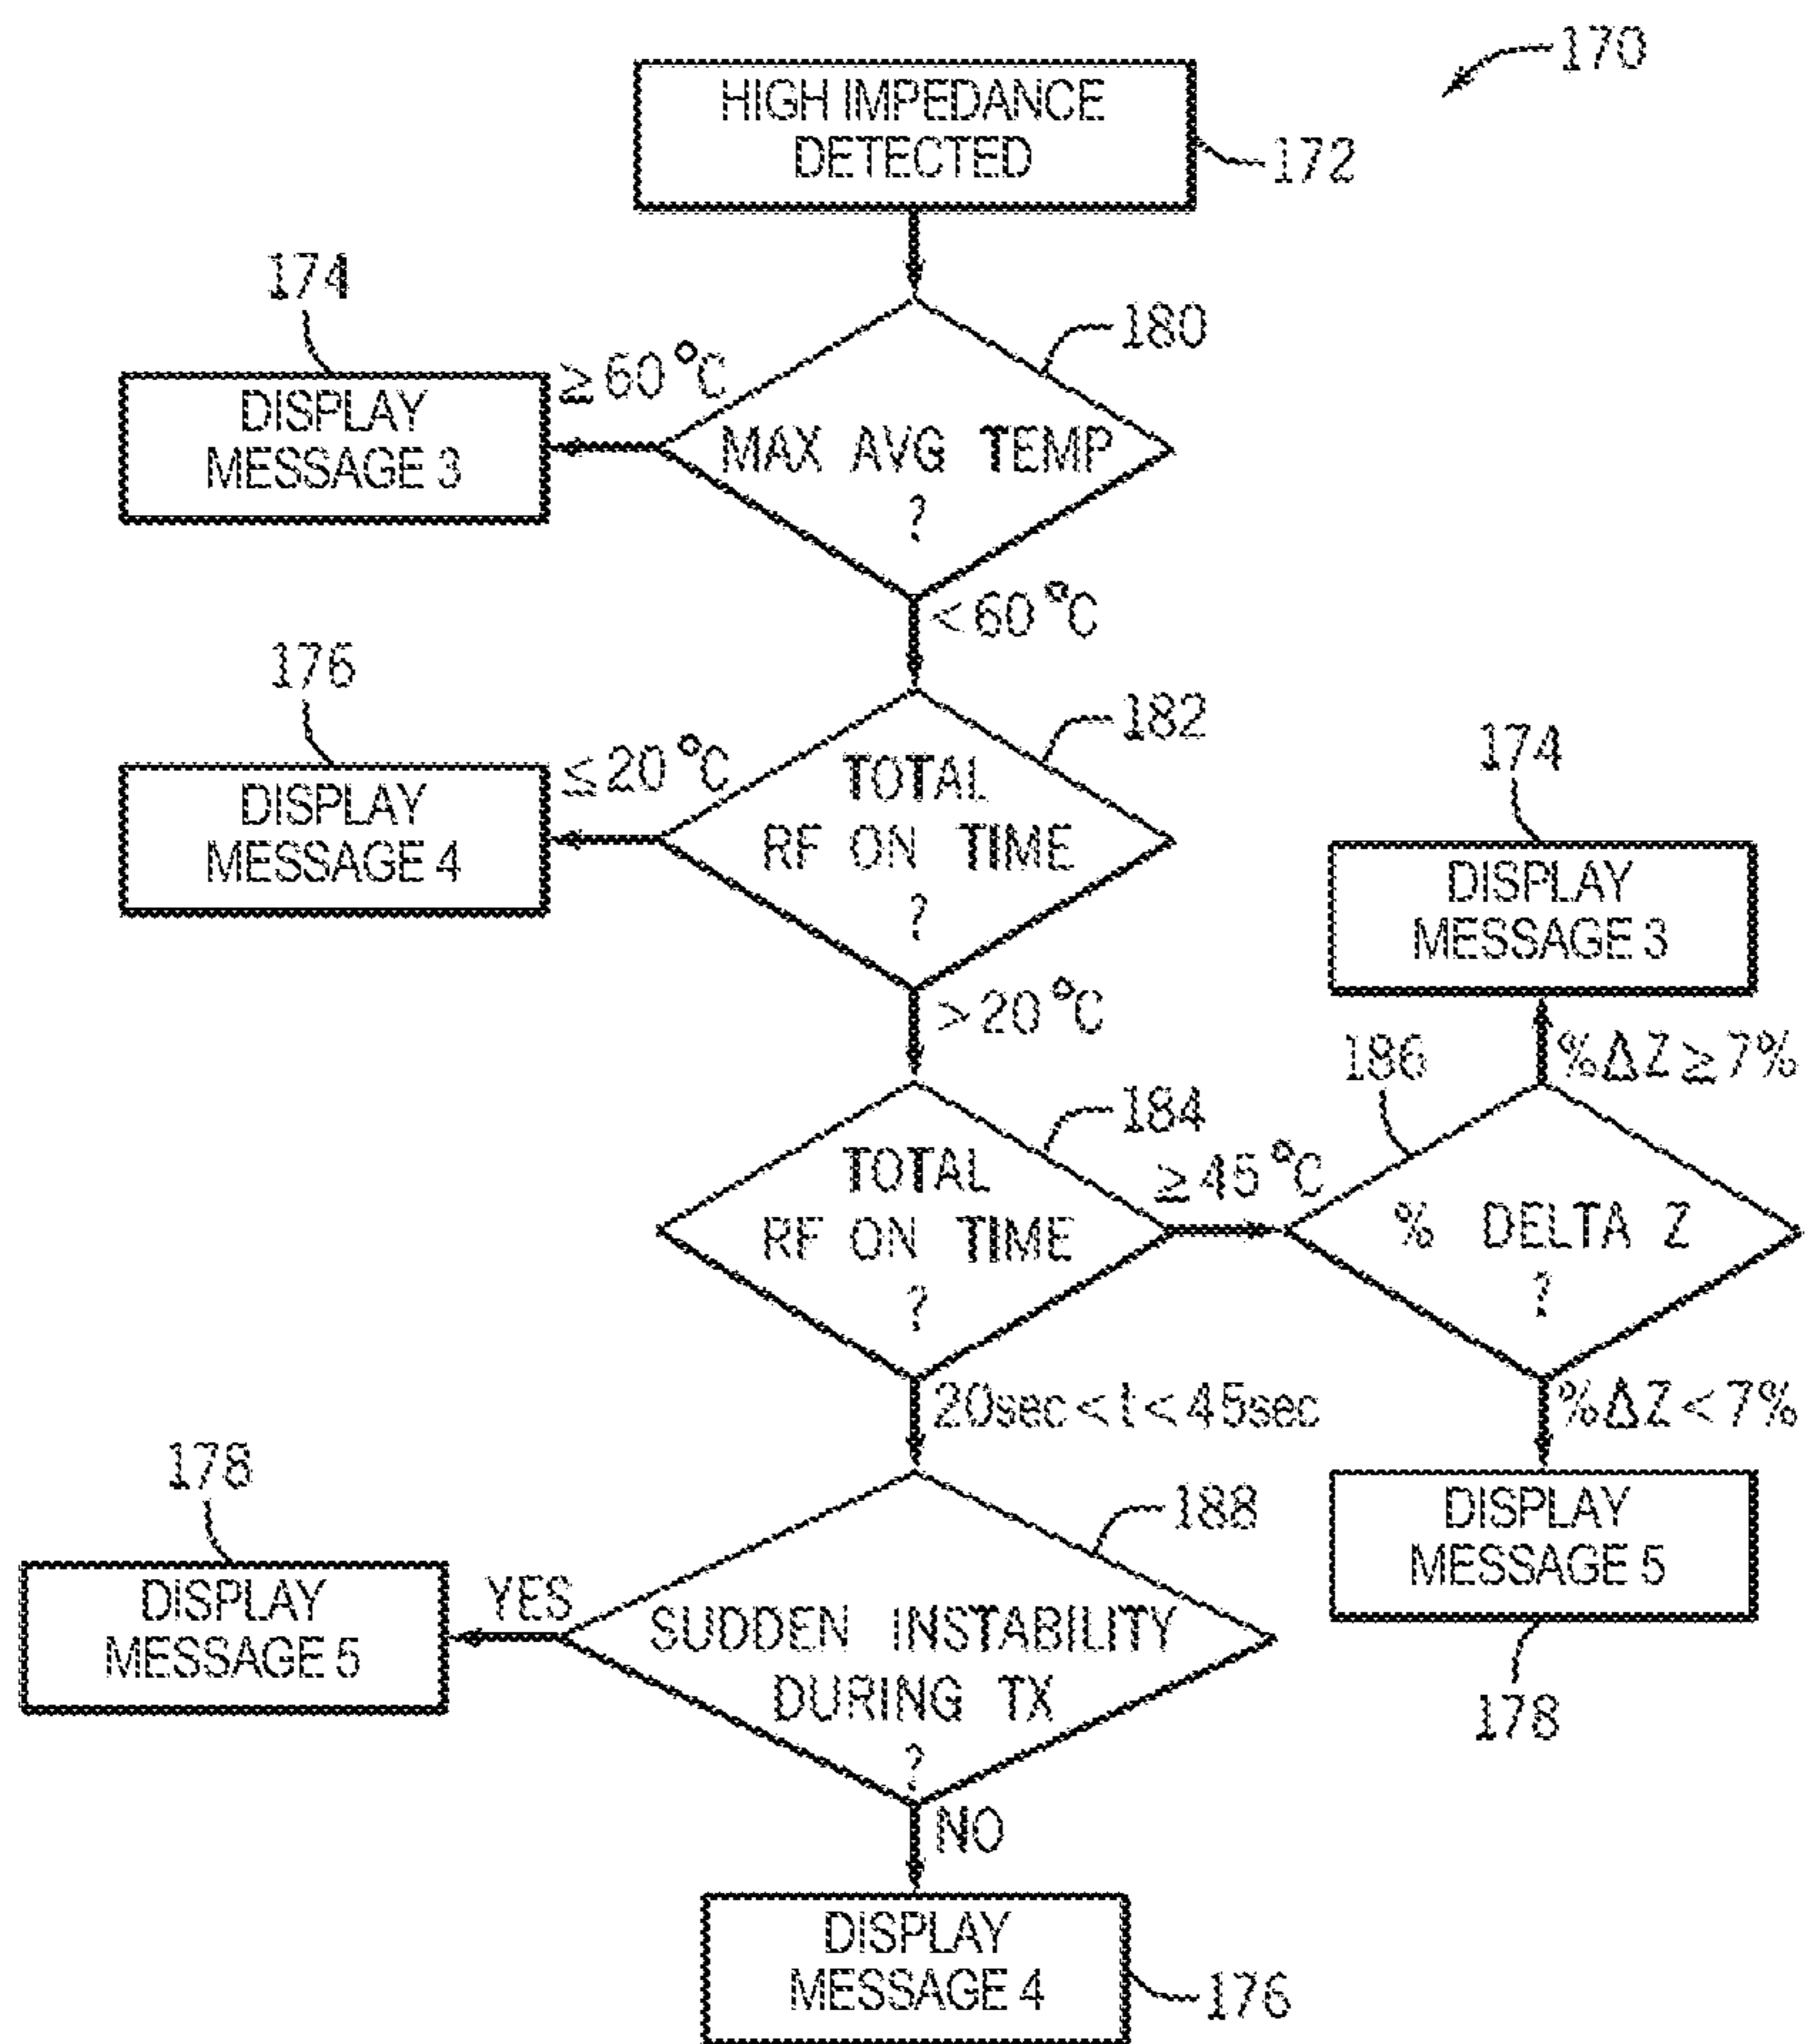 170
HIGH IMPEDANCE
DETECTED
172
174
180
≥60°C
DISPLAY
MESSAGE 3
MAX AVG TEMP
?
<60°C
176
182
≤20°C
DISPLAY
MESSAGE 4
TOTAL
RF ON TIME
?
174
DISPLAY
MESSAGE 3
>20°C
186
%ΔZ≥7%
184
≥45°C
TOTAL
RF ON TIME
?
% DELTA Z
?
20sec<t<45sec
%ΔZ<7%
178
188
DISPLAY
MESSAGE 5
178
YES
DISPLAY
MESSAGE 5
SUDDEN INSTABILITY
DURING TX
?
NO
DISPLAY
MESSAGE 4
176